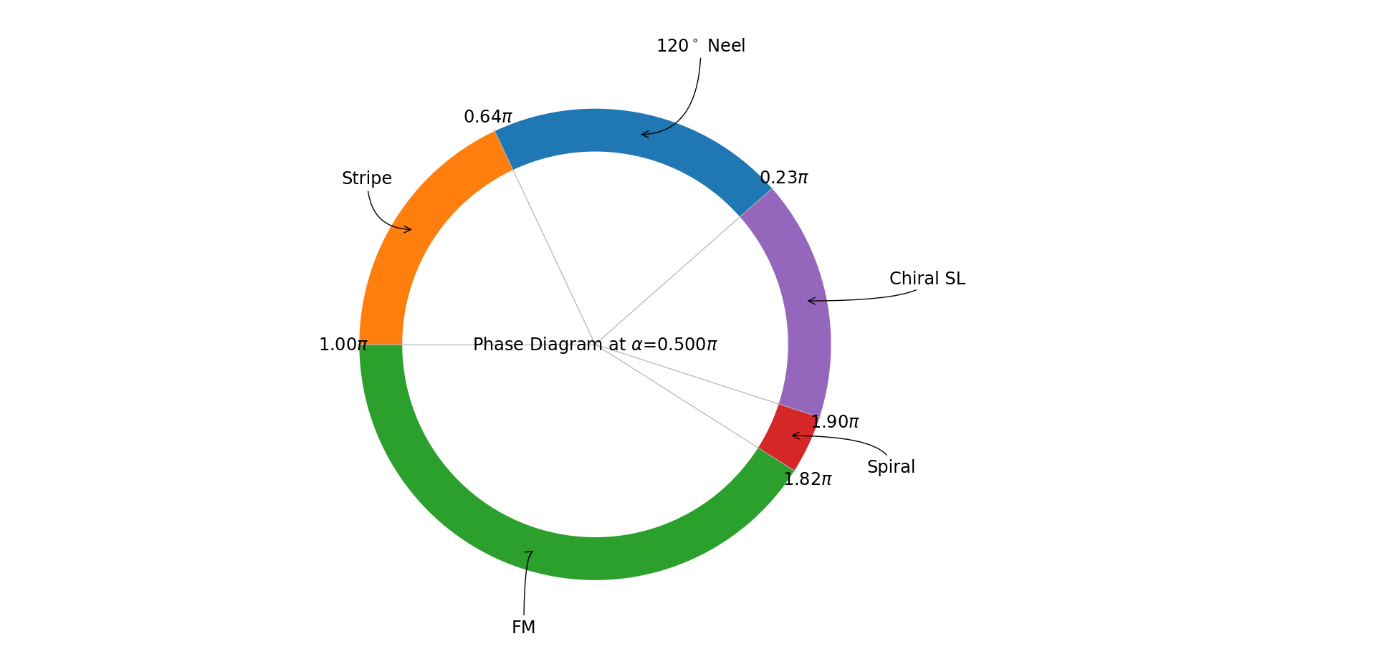 120° Neel
0.64π
0.23π
Stripe
Chiral SL
1.00π
Phase Diagram at α=0.500π
1.90π
Spiral
1.82π
FM